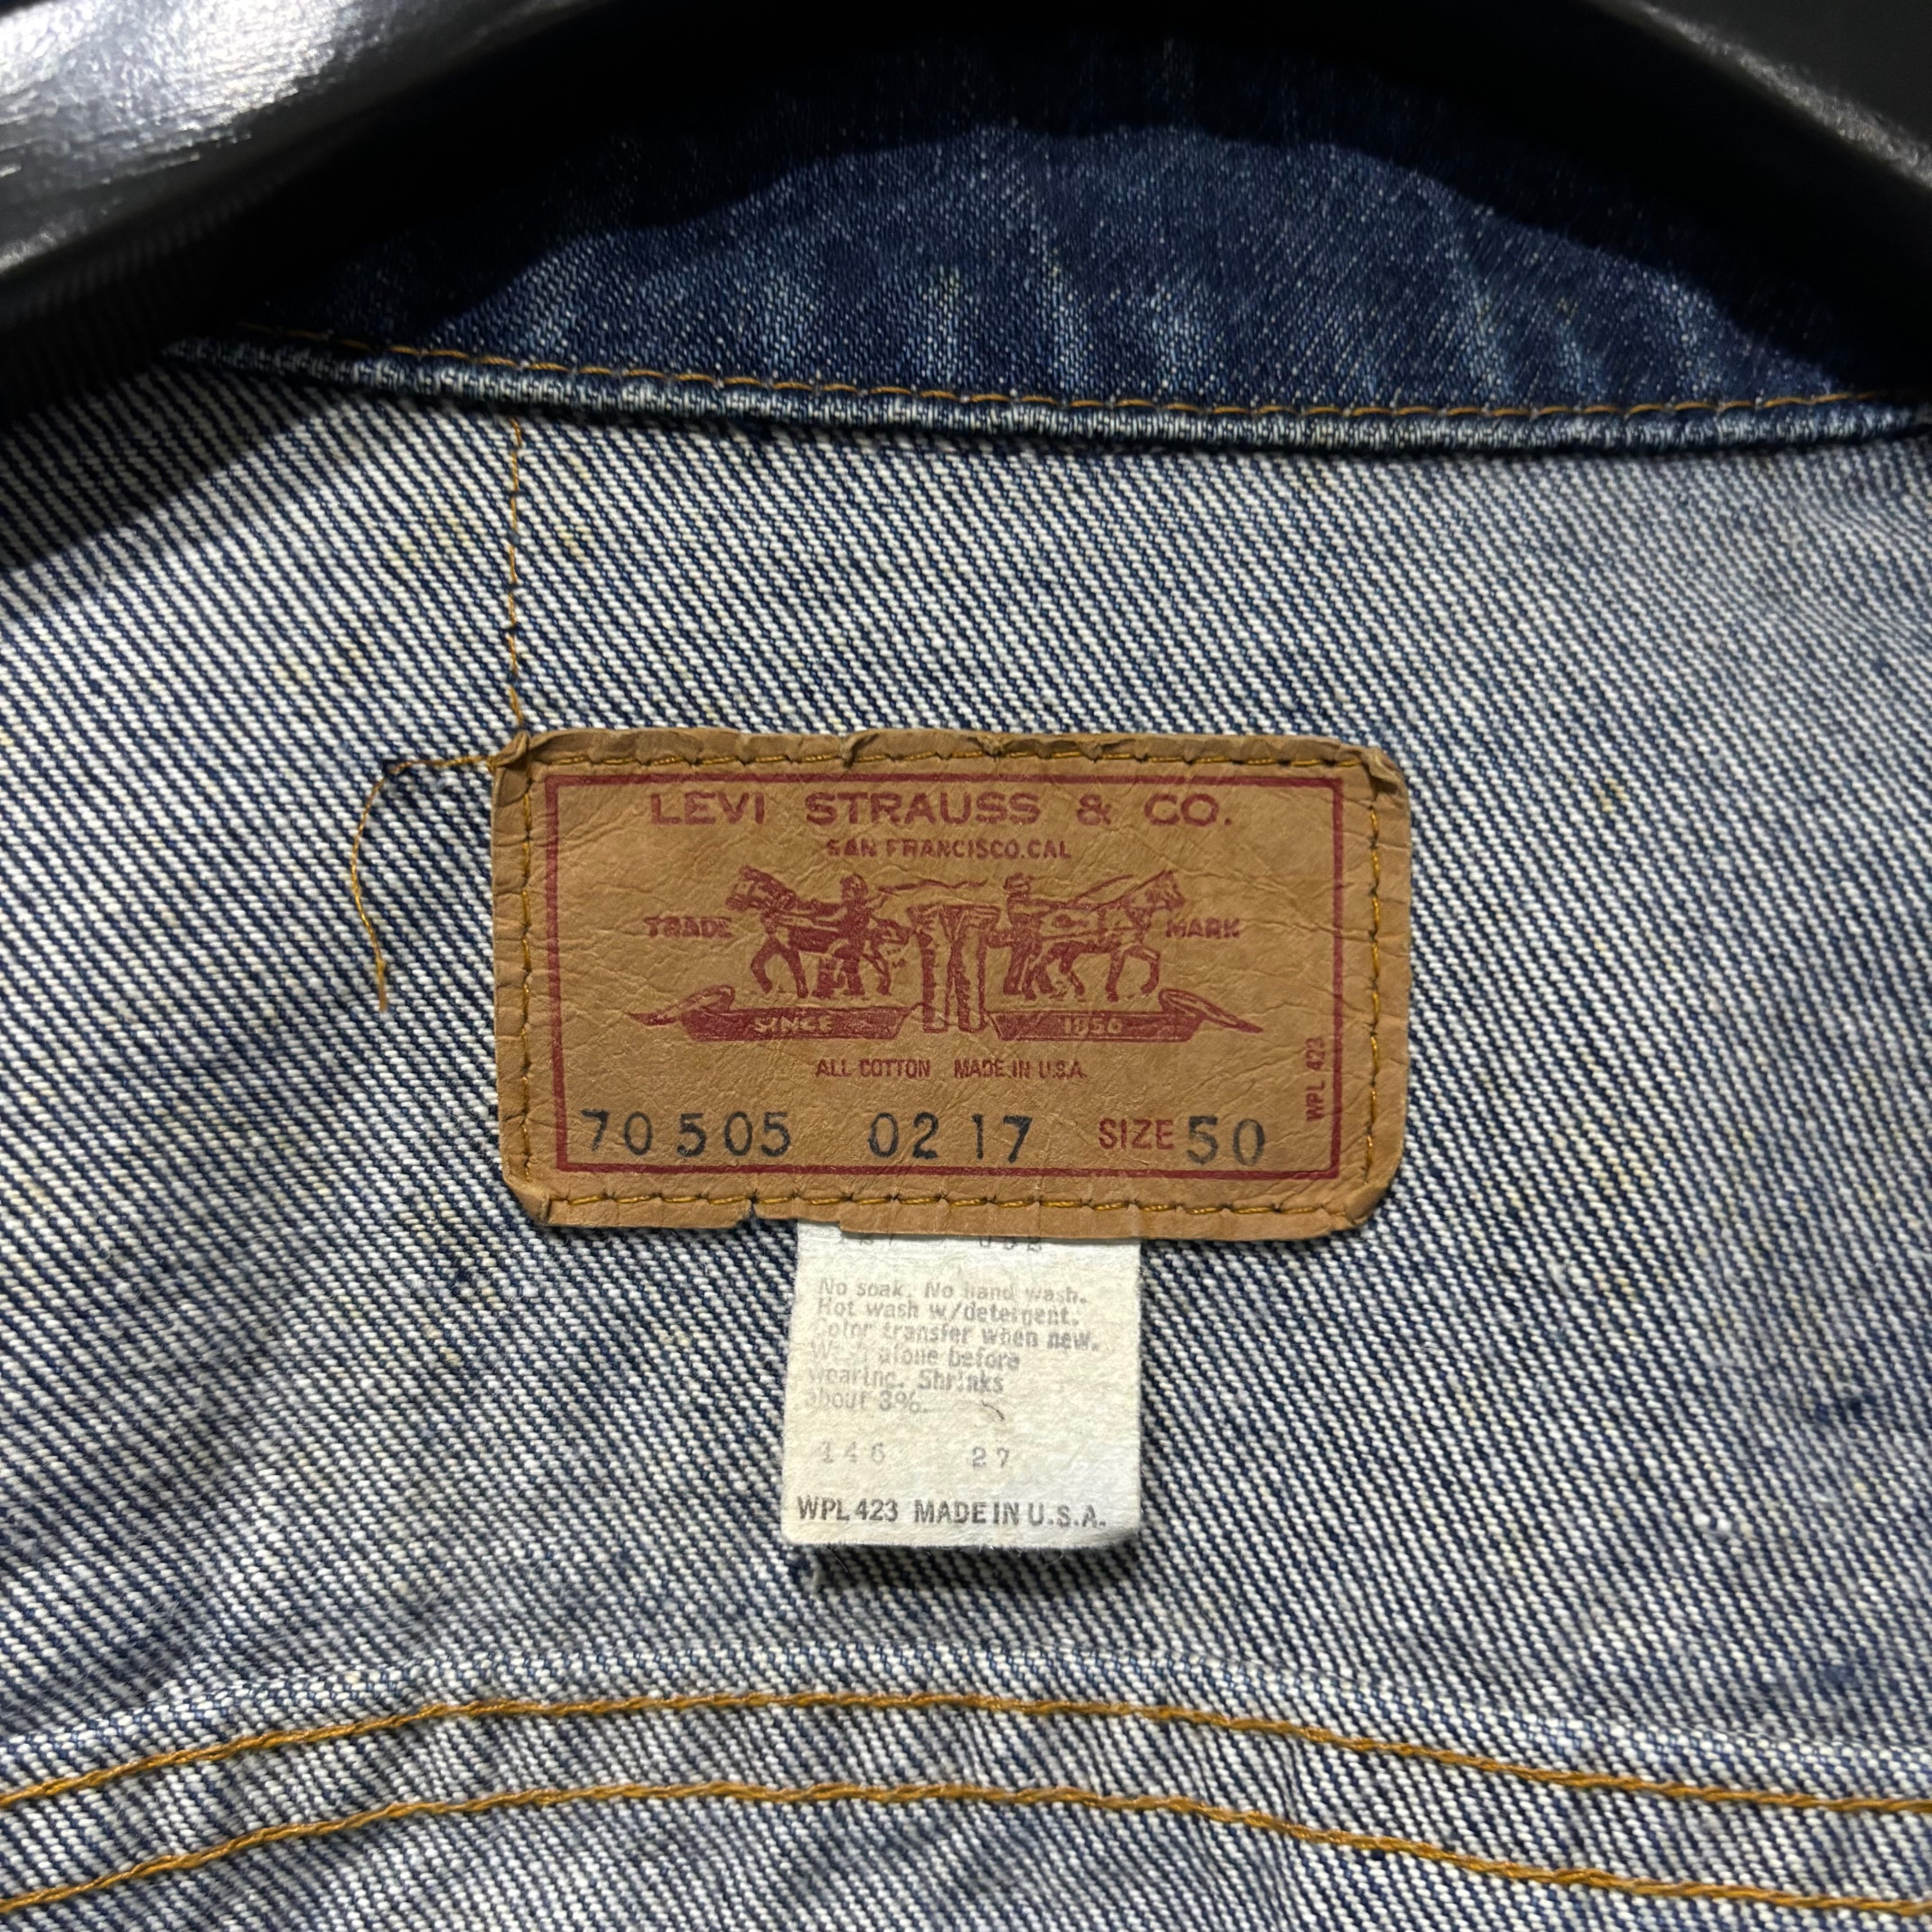 LEVI STRAUSS & CO.
SAN FRANCISCO.CAL
TRADE MARK
SINCE 1850
ALL COTTON MADE IN U.S.A.
WPL 423
70505 0217 SIZE 50
No soak. No hand wash.
Hot wash w/detergent.
Color transfer when new.
Wash alone before
wearing. Shrinks
about 3%.
146 27
WPL 423 MADE IN U.S.A.